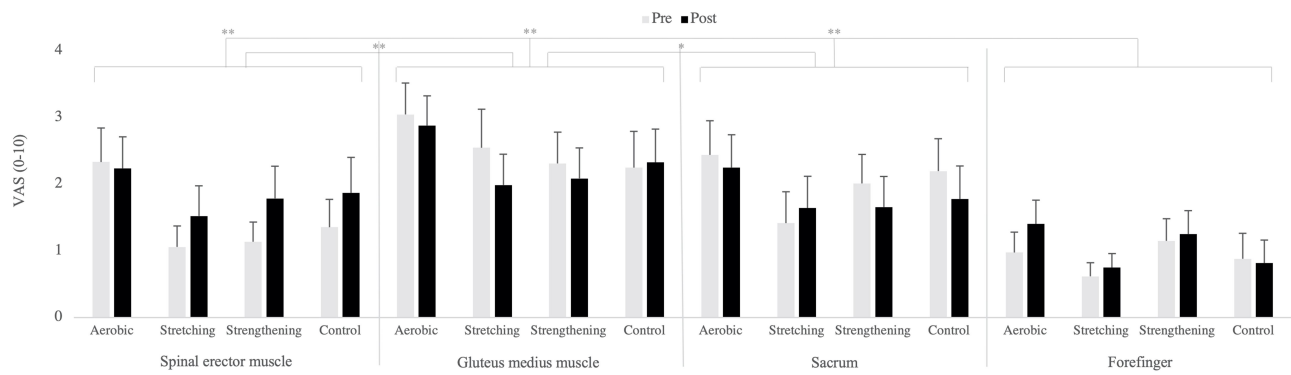 Pre Post
** ** **
** *
4
3
2
1
0
VAS (0-10)
Aerobic Stretching Strengthening Control Aerobic Stretching Strengthening Control Aerobic Stretching Strengthening Control Aerobic Stretching Strengthening Control
Spinal erector muscle Gluteus medius muscle Sacrum Forefinger